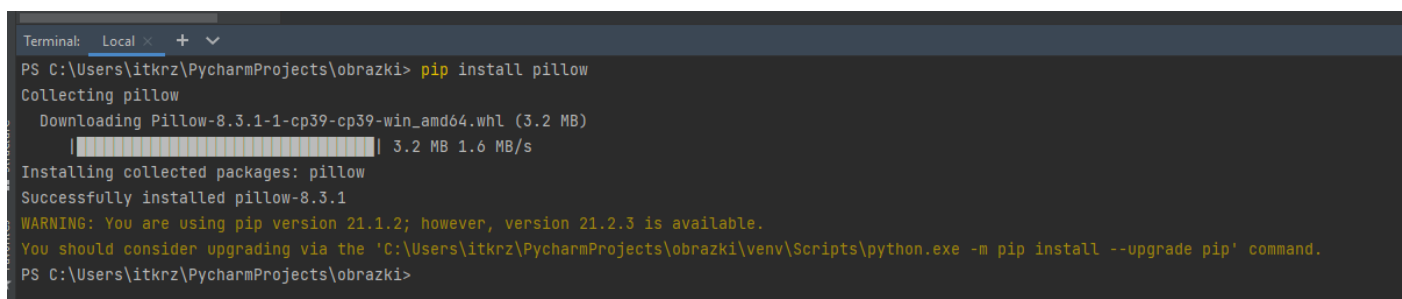 Terminal: Local × +
PS C:\Users\itkrz\PycharmProjects\obrazki> pip install pillow
Collecting pillow
  Downloading Pillow-8.3.1-1-cp39-cp39-win_amd64.whl (3.2 MB)
     |████████████████████████████████| 3.2 MB 1.6 MB/s
Installing collected packages: pillow
Successfully installed pillow-8.3.1
WARNING: You are using pip version 21.1.2; however, version 21.2.3 is available.
You should consider upgrading via the 'C:\Users\itkrz\PycharmProjects\obrazki\venv\Scripts\python.exe -m pip install --upgrade pip' command.
PS C:\Users\itkrz\PycharmProjects\obrazki>